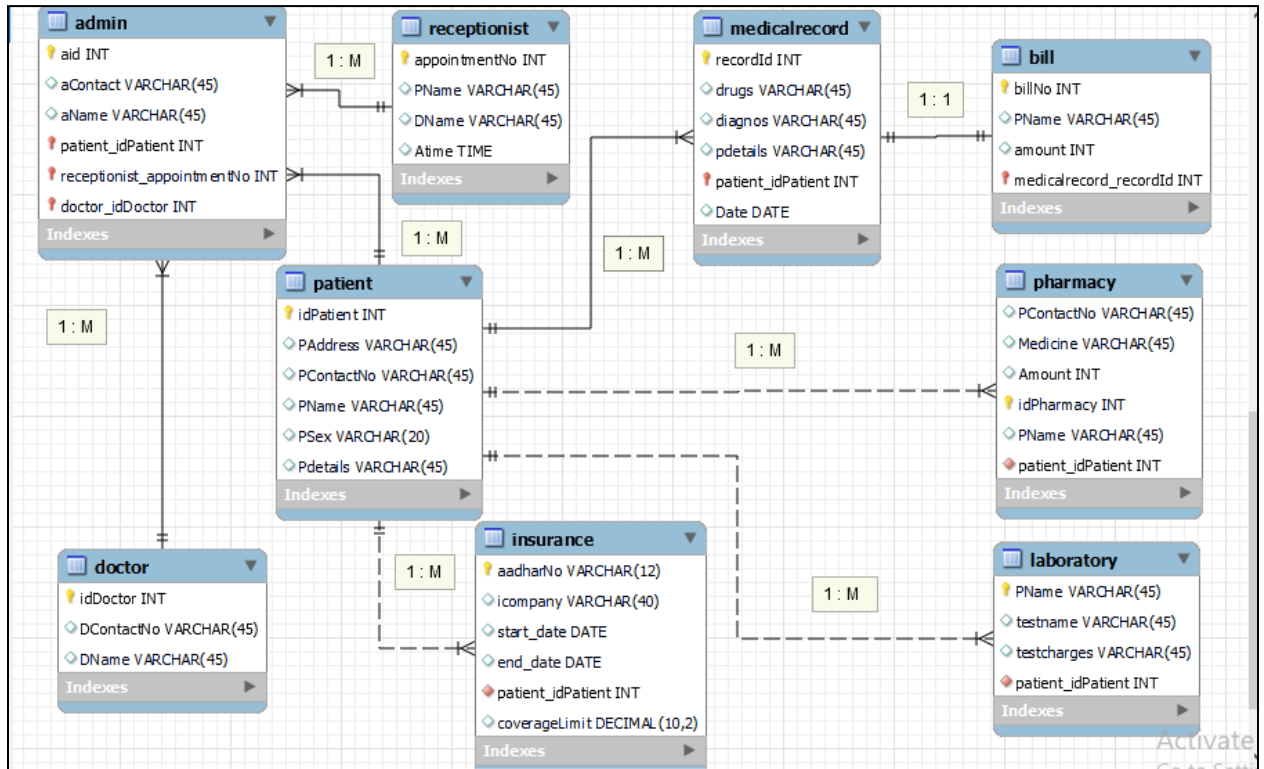 admin
aid INT
aContact VARCHAR(45)
aName VARCHAR(45)
patient_idPatient INT
receptionist_appointmentNo INT
doctor_idDoctor INT
Indexes
1 : M
receptionist
appointmentNo INT
PName VARCHAR(45)
DName VARCHAR(45)
Atime TIME
Indexes
medicalrecord
recordId INT
drugs VARCHAR(45)
diagnos VARCHAR(45)
pdetails VARCHAR(45)
patient_idPatient INT
Date DATE
Indexes
1 : 1
bill
billNo INT
PName VARCHAR(45)
amount INT
medicalrecord_recordId INT
Indexes
1 : M
1 : M
1 : M
patient
idPatient INT
PAddress VARCHAR(45)
PContactNo VARCHAR(45)
PName VARCHAR(45)
PSex VARCHAR(20)
Pdetails VARCHAR(45)
Indexes
1 : M
pharmacy
PContactNo VARCHAR(45)
Medicine VARCHAR(45)
Amount INT
idPharmacy INT
PName VARCHAR(45)
patient_idPatient INT
Indexes
doctor
idDoctor INT
DContactNo VARCHAR(45)
DName VARCHAR(45)
Indexes
1 : M
insurance
aadharNo VARCHAR(12)
icompany VARCHAR(40)
start_date DATE
end_date DATE
patient_idPatient INT
coverageLimit DECIMAL(10,2)
Indexes
1 : M
laboratory
PName VARCHAR(45)
testname VARCHAR(45)
testcharges VARCHAR(45)
patient_idPatient INT
Indexes
Activate